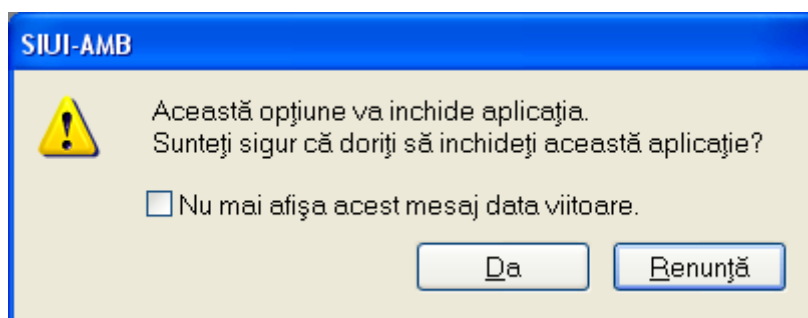 SIUI-AMB
Această opţiune va inchide aplicaţia.
Sunteţi sigur că doriţi să inchideţi această aplicaţie?
Nu mai afişa acest mesaj data viitoare.
Da
Renunţă